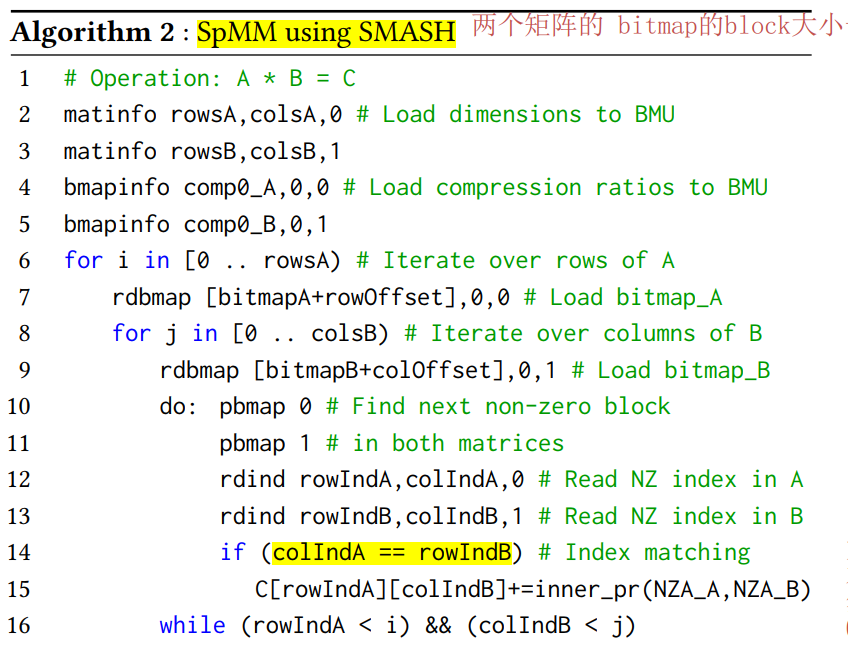 Algorithm 2 : SpMM using SMASH 两个矩阵的 bitmap的block大小
1 # Operation: A * B = C
2 matinfo rowsA,colsA,0 # Load dimensions to BMU
3 matinfo rowsB,colsB,1
4 bmapinfo comp0_A,0,0 # Load compression ratios to BMU
5 bmapinfo comp0_B,0,1
6 for i in [0 .. rowsA) # Iterate over rows of A
7 rdbmap [bitmapA+rowOffset],0,0 # Load bitmap_A
8 for j in [0 .. colsB) # Iterate over columns of B
9 rdbmap [bitmapB+colOffset],0,1 # Load bitmap_B
10 do: pbmap 0 # Find next non-zero block
11 pbmap 1 # in both matrices
12 rdind rowIndA,colIndA,0 # Read NZ index in A
13 rdind rowIndB,colIndB,1 # Read NZ index in B
14 if (colIndA == rowIndB) # Index matching
15 C[rowIndA][colIndB]+=inner_pr(NZA_A,NZA_B)
16 while (rowIndA < i) && (colIndB < j)